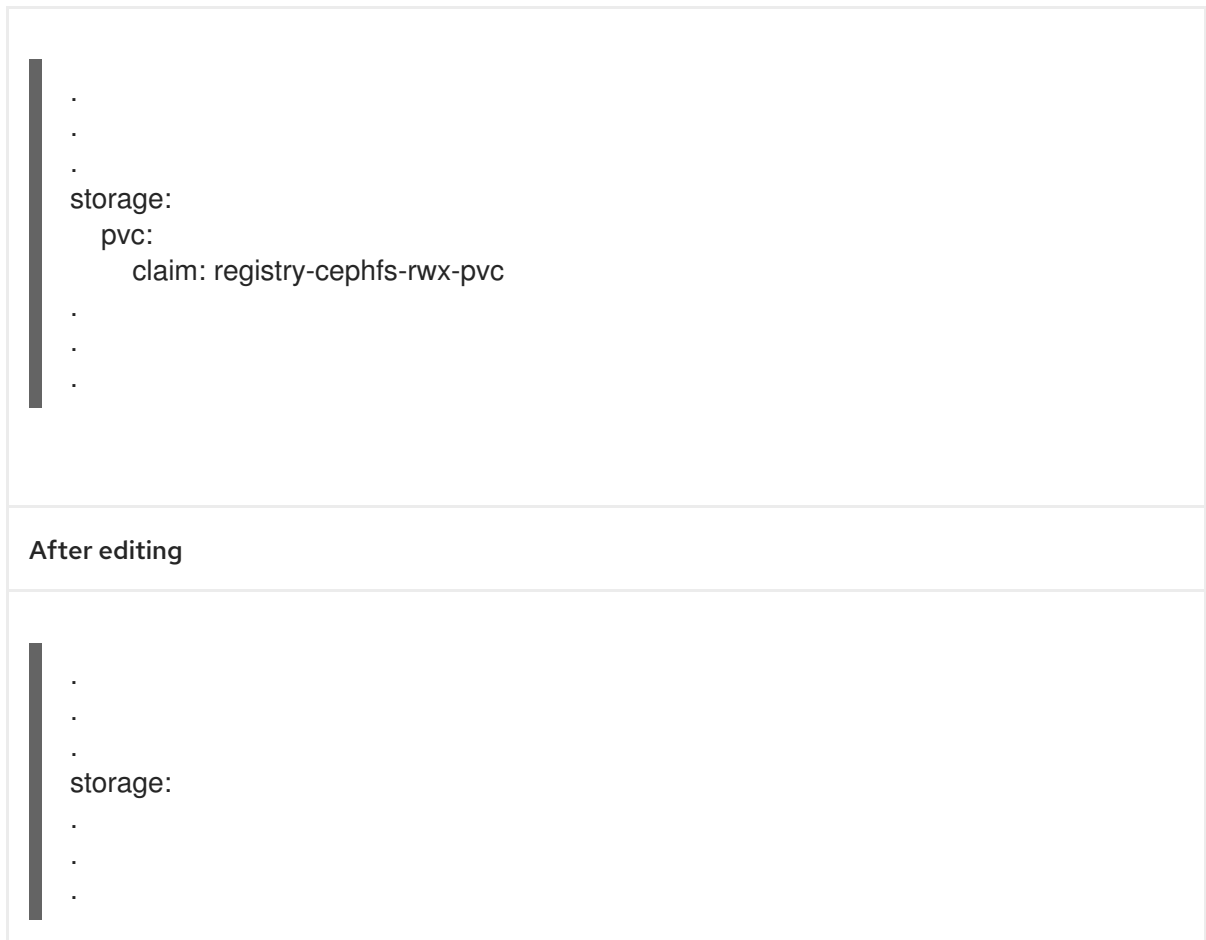 .
.
.
storage:
pvc:
claim: registry-cephfs-rwx-pvc
.
.
.
After editing
.
.
.
storage:
.
.
.